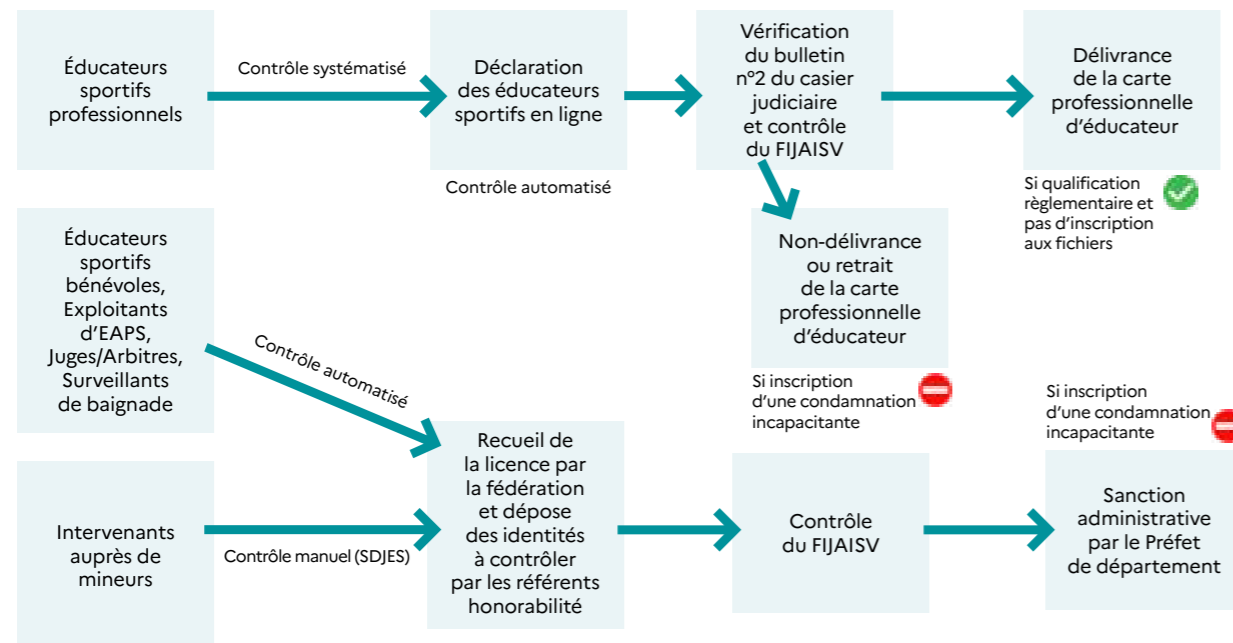 Éducateurs
sportifs
professionnels
Contrôle systématisé
Déclaration
des éducateurs
sportifs en ligne
Contrôle automatisé
Vérification
du bulletin
nº2 du casier
judiciaire
et contrôle
du FIJAISV
Délivrance
de la carte
professionnelle
d'éducateur
Si qualification
règlementaire et
pas d'inscription
aux fichiers
Non-délivrance
ou retrait
de la carte
professionnelle
d'éducateur
Si inscription
d'une condamnation
incapacitante
Éducateurs
sportifs
bénévoles,
Exploitants
d'EAPS,
Juges/Arbitres,
Surveillants
de baignade
Contrôle automatisé
Intervenants
auprès de
mineurs
Contrôle manuel (SDJES)
Recueil de
la licence par
la fédération
et dépose
des identités
à contrôler
par les référents
honorabilité
Contrôle
du FIJAISV
Si inscription
d'une condamnation
incapacitante
Sanction
administrative
par le Préfet
de département